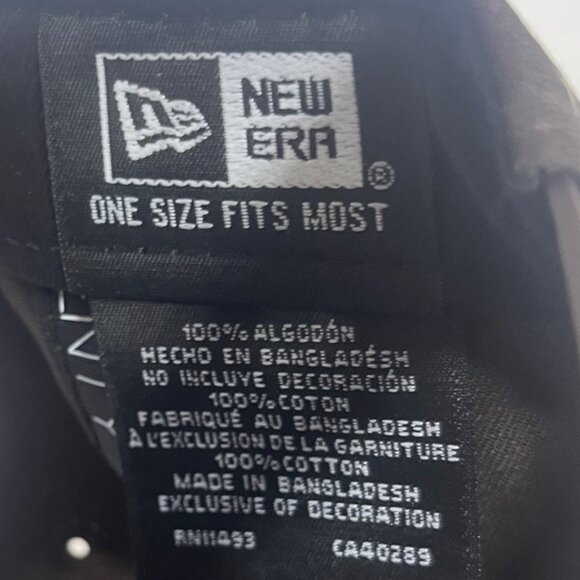 NEW
ERA
®
ONE SIZE FITS MOST
100% ALGODÓN
HECHO EN BANGLADÉSH
NO INCLUYE DECORACIÓN
100% COTON
FABRIQUÉ AU BANGLADESH
À L'EXCLUSION DE LA GARNITURE
100% COTTON
MADE IN BANGLADESH
EXCLUSIVE OF DECORATION
RN11493 CA40289